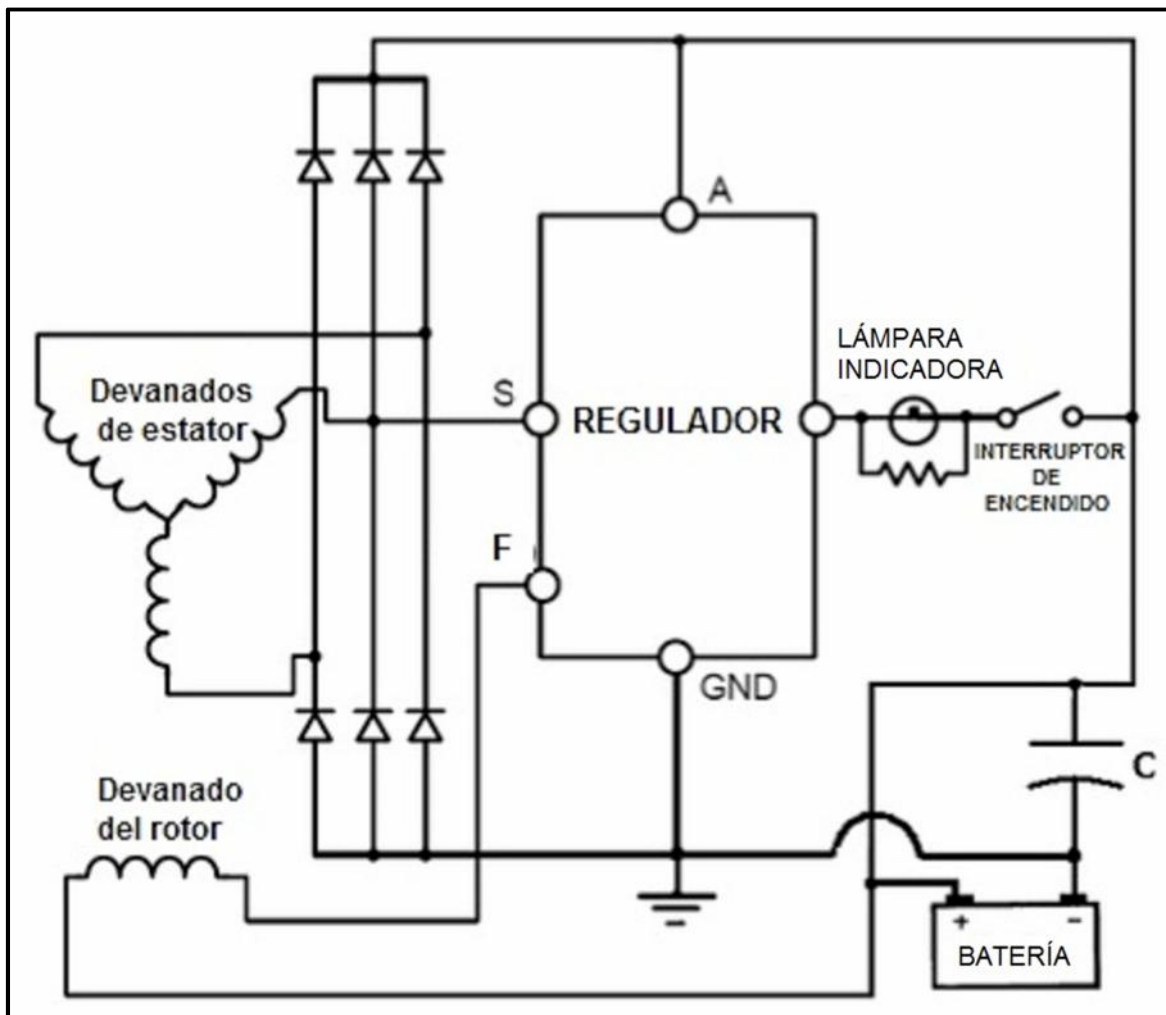 A
LÁMPARA
INDICADORA
Devanados
de estator
S
REGULADOR
INTERRUPTOR
DE
ENCENDIDO
F
GND
C
Devanado
del rotor
+ -
BATERÍA